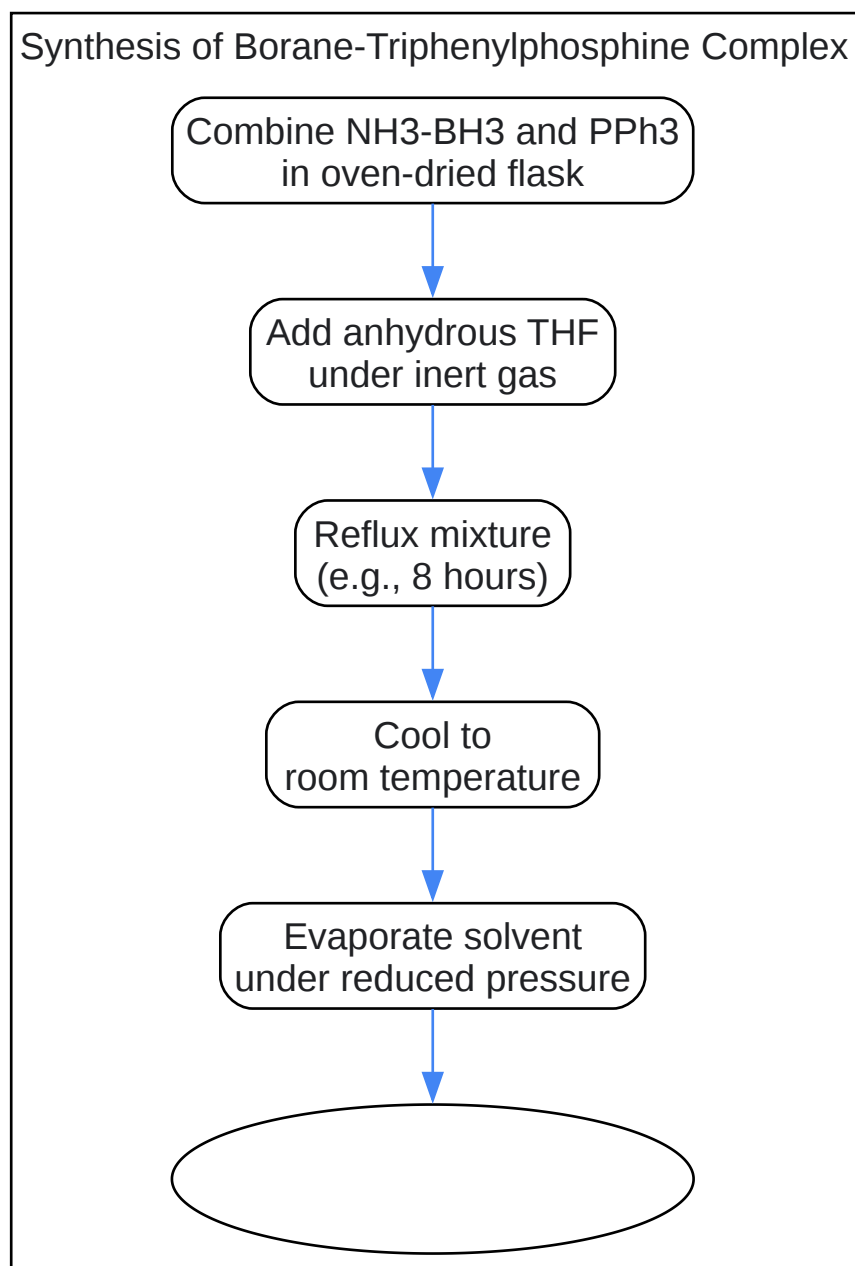 Synthesis of Borane-Triphenylphosphine Complex
Combine NH3-BH3 and PPh3
in oven-dried flask
Add anhydrous THF
under inert gas
Reflux mixture
(e.g., 8 hours)
Cool to
room temperature
Evaporate solvent
under reduced pressure